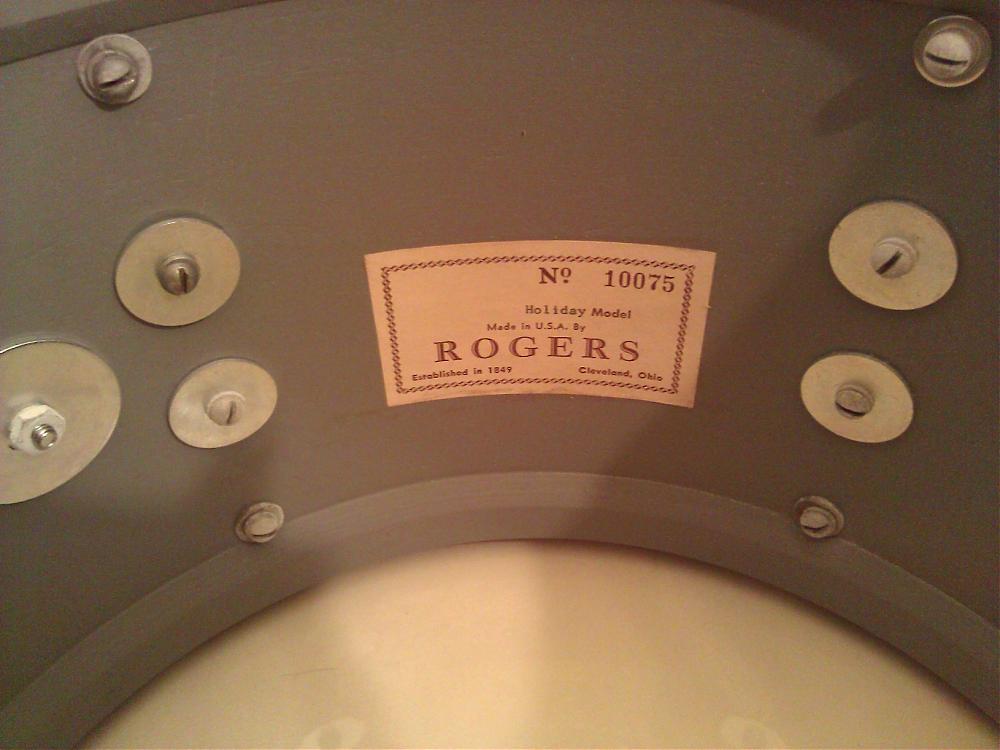 Nº 10075
Holiday Model
Made in U.S.A. By
ROGERS
Established in 1849 Cleveland, Ohio